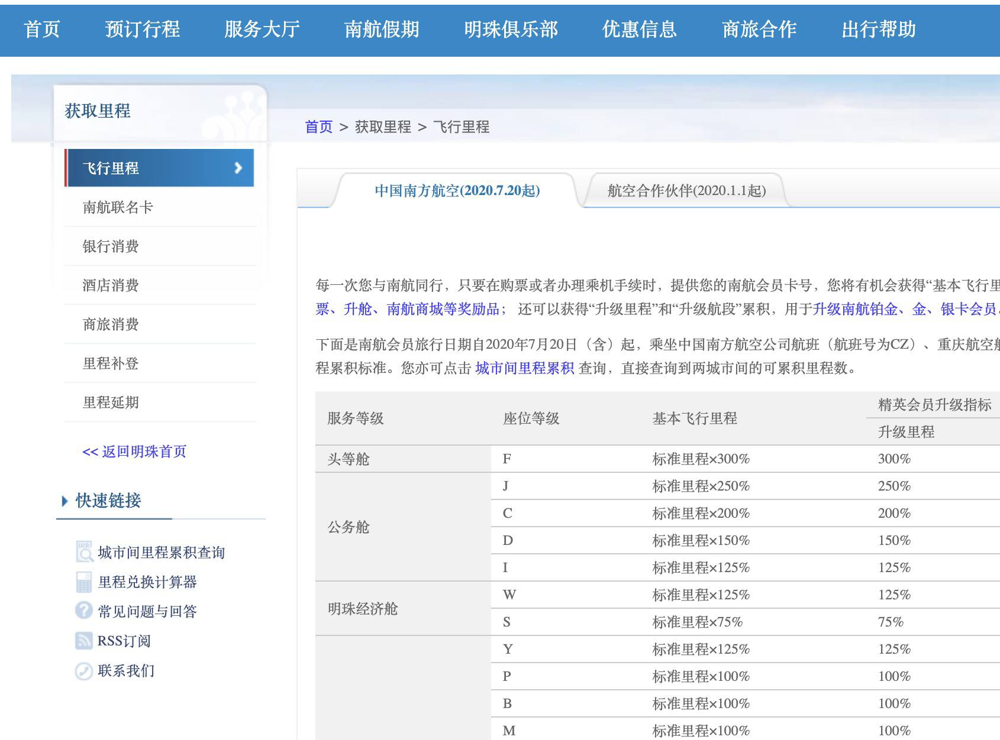 首页 预订行程 服务大厅 南航假期 明珠俱乐部 优惠信息 商旅合作 出行帮助
获取里程
首页 > 获取里程 > 飞行里程
飞行里程
南航联名卡
银行消费
酒店消费
商旅消费
里程补登
里程延期
<< 返回明珠首页
快速链接
城市间里程累积查询
里程兑换计算器
常见问题与回答
RSS订阅
联系我们
中国南方航空(2020.7.20起) 航空合作伙伴(2020.1.1起)
每一次您与南航同行，只要在购票或者办理乘机手续时，提供您的南航会员卡号，您将有机会获得“基本飞行里
票、升舱、南航商城等奖励品； 还可以获得“升级里程”和“升级航段”累积，用于升级南航铂金、金、银卡会员
下面是南航会员旅行日期自2020年7月20日（含）起，乘坐中国南方航空公司航班（航班号为CZ）、重庆航空
程累积标准。您亦可点击 城市间里程累积 查询，直接查询到两城市间的可累积里程数。
服务等级 座位等级 基本飞行里程 精英会员升级指标
升级里程
头等舱 F 标准里程×300% 300%
公务舱 J 标准里程×250% 250%
C 标准里程×200% 200%
D 标准里程×150% 150%
I 标准里程×125% 125%
明珠经济舱 W 标准里程×125% 125%
S 标准里程×75% 75%
Y 标准里程×125% 125%
P 标准里程×100% 100%
B 标准里程×100% 100%
M 标准里程×100% 100%